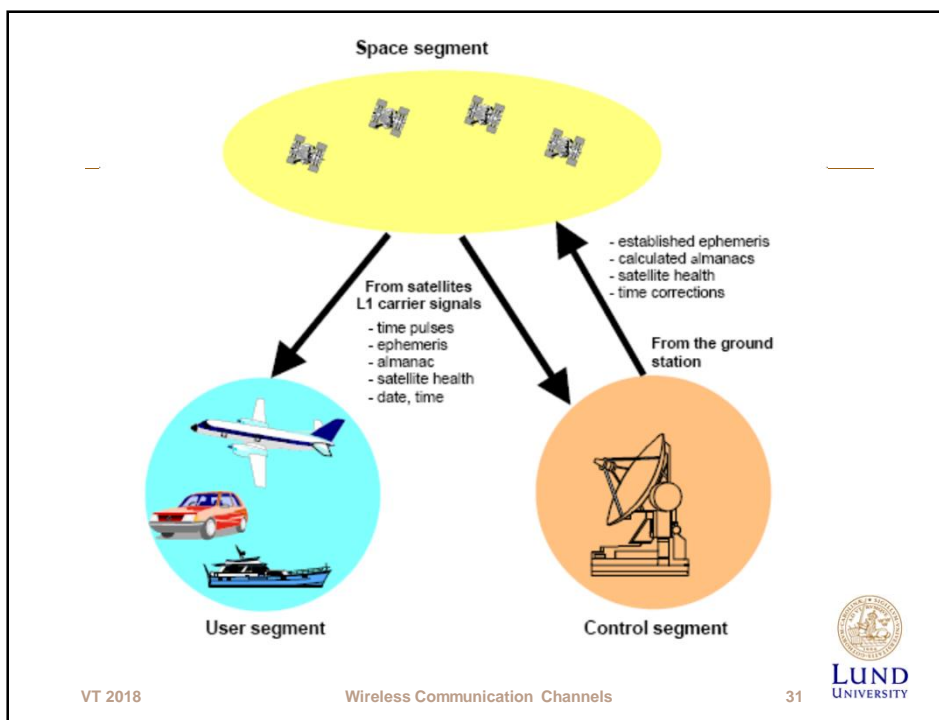 Space segment
- established ephemeris
- calculated almanacs
- satellite health
- time corrections
From satellites
L1 carrier signals
- time pulses
- ephemeris
- almanac
- satellite health
- date, time
From the ground
station
User segment
Control segment
VT 2018
Wireless Communication Channels
31
LUND
UNIVERSITY